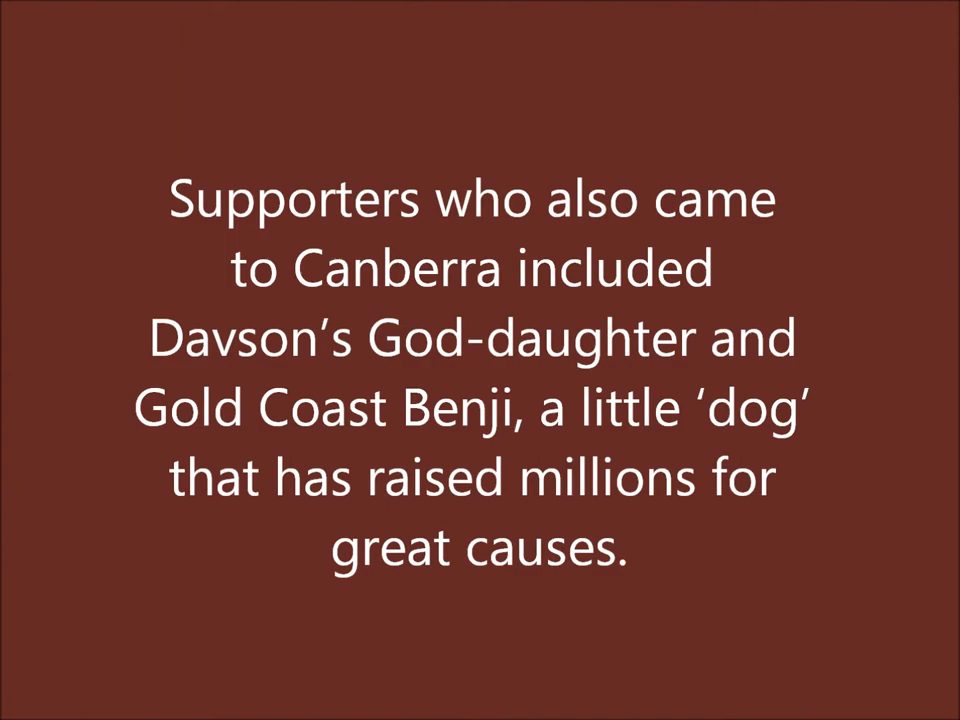 Supporters who also came
to Canberra included
Davson’s God-daughter and
Gold Coast Benji, a little ‘dog’
that has raised millions for
great causes.